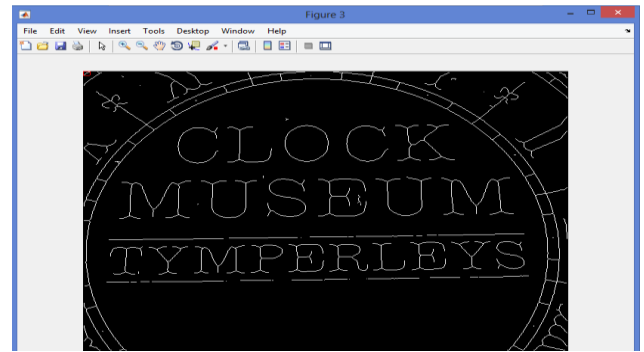 Figure 3
File Edit View Insert Tools Desktop Window Help
CLOCK
MUSEUM
TYMPERLEYS